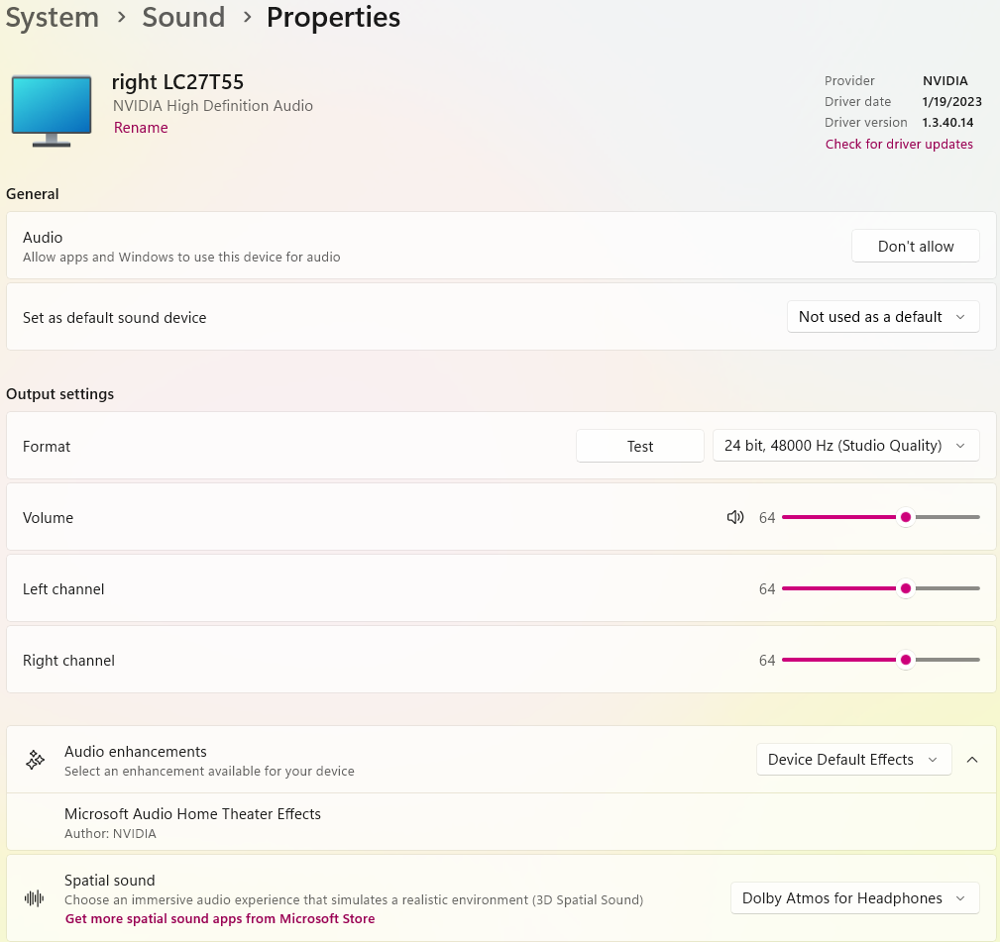 System > Sound > Properties
right LC27T55
NVIDIA High Definition Audio
Rename
Provider NVIDIA
Driver date 1/19/2023
Driver version 1.3.40.14
Check for driver updates
General
Audio
Allow apps and Windows to use this device for audio
Don't allow
Set as default sound device
Not used as a default
Output settings
Format
Test
24 bit, 48000 Hz (Studio Quality)
Volume
64
Left channel
64
Right channel
64
Audio enhancements
Select an enhancement available for your device
Device Default Effects
Microsoft Audio Home Theater Effects
Author: NVIDIA
Spatial sound
Choose an immersive audio experience that simulates a realistic environment (3D Spatial Sound)
Get more spatial sound apps from Microsoft Store
Dolby Atmos for Headphones